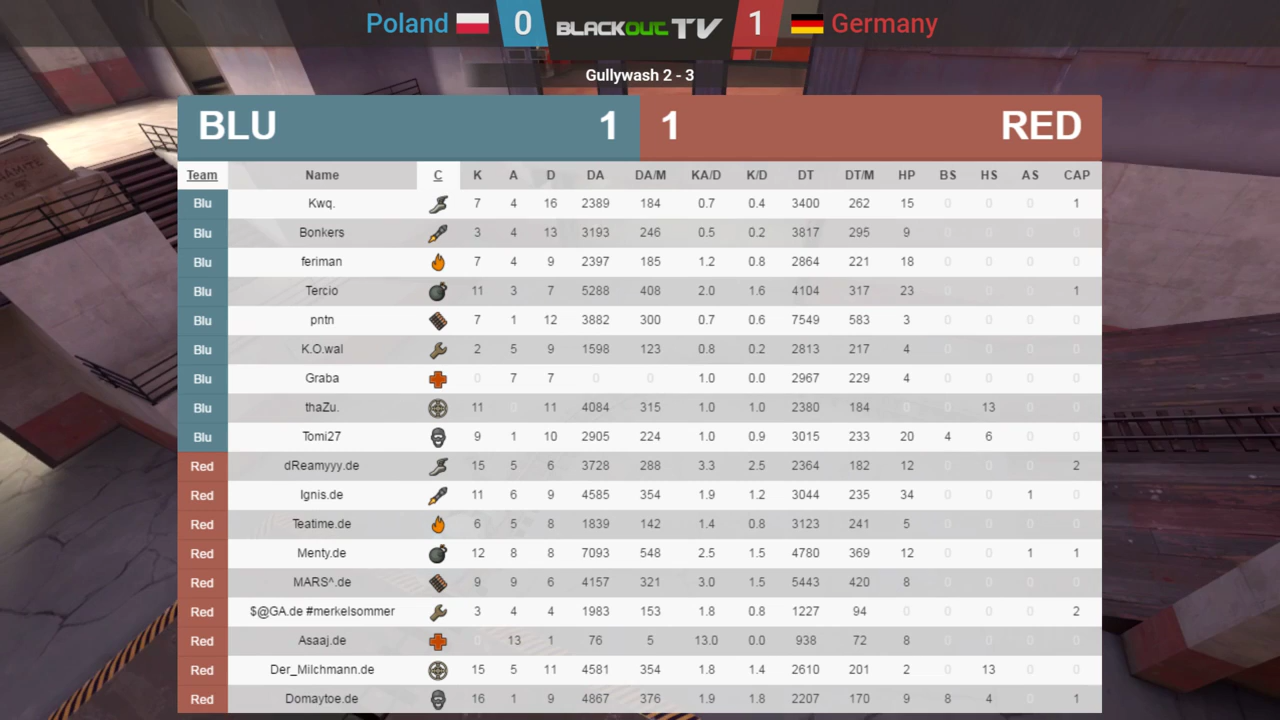 Poland 0 BLACKOUT TV 1 Germany
Gullywash 2 - 3
BLU 1 1 RED
Team Name C K A D DA DA/M KA/D K/D DT DT/M HP BS HS AS CAP
Blu Kwq. 7 4 16 2389 184 0.7 0.4 3400 262 15 0 0 0 1
Blu Bonkers 3 4 13 3193 246 0.5 0.2 3817 295 9 0 0 0 0
Blu feriman 7 4 9 2397 185 1.2 0.8 2864 221 18 0 0 0 0
Blu Tercio 11 3 7 5288 408 2.0 1.6 4104 317 23 0 0 0 1
Blu pntn 7 1 12 3882 300 0.7 0.6 7549 583 3 0 0 0 0
Blu K.O.wal 2 5 9 1598 123 0.8 0.2 2813 217 4 0 0 0 0
Blu Graba 0 7 7 0 0 1.0 0.0 2967 229 4 0 0 0 0
Blu thaZu. 11 0 11 4084 315 1.0 1.0 2380 184 0 0 13 0 0
Blu Tomi27 9 1 10 2905 224 1.0 0.9 3015 233 20 4 6 0 0
Red dReamyyy.de 15 5 6 3728 288 3.3 2.5 2364 182 12 0 0 0 2
Red Ignis.de 11 6 9 4585 354 1.9 1.2 3044 235 34 0 0 1 0
Red Teatime.de 6 5 8 1839 142 1.4 0.8 3123 241 5 0 0 0 0
Red Menty.de 12 8 8 7093 548 2.5 1.5 4780 369 12 0 0 1 1
Red MARS^.de 9 9 6 4157 321 3.0 1.5 5443 420 8 0 0 0 0
Red $@GA.de #merkelsommer 3 4 4 1983 153 1.8 0.8 1227 94 0 0 0 0 2
Red Asaaj.de 0 13 1 76 5 13.0 0.0 938 72 8 0 0 0 0
Red Der_Milchmann.de 15 5 11 4581 354 1.8 1.4 2610 201 2 0 13 0 0
Red Domaytoe.de 16 1 9 4867 376 1.9 1.8 2207 170 9 8 4 0 1